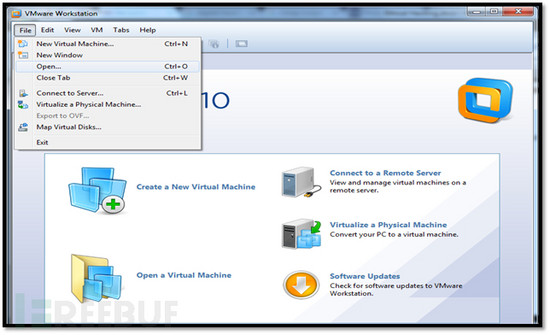 VMware Workstation
File Edit View VM Tabs Help
New Virtual Machine... Ctrl+N
New Window
Open... Ctrl+O
Close Tab Ctrl+W
Connect to Server... Ctrl+L
Virtualize a Physical Machine...
Export to OVF...
Map Virtual Disks...
Exit
10
Create a New Virtual Machine
Connect to a Remote Server
View and manage virtual machines on a
remote server.
Virtualize a Physical Machine
Convert your PC to a virtual machine.
Open a Virtual Machine
Software Updates
Check for software updates to VMware
Workstation.
REEBUF